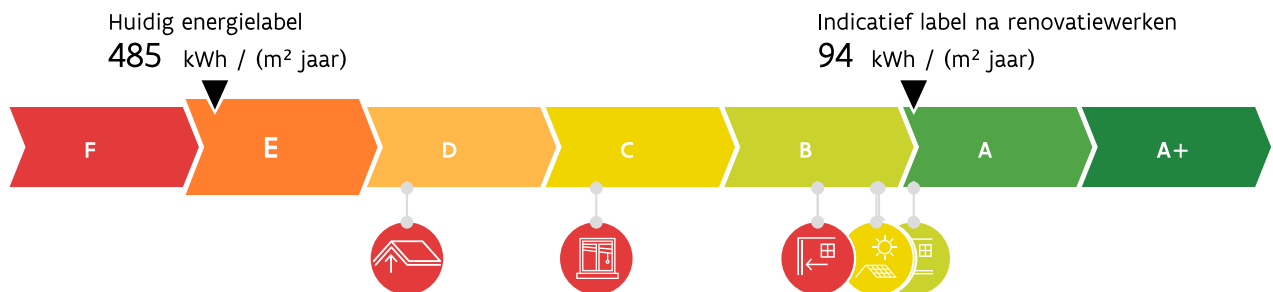 Huidig energielabel
485 kWh / (m² jaar)
Indicatief label na renovatiewerken
94 kWh / (m² jaar)
F E D C B A A+